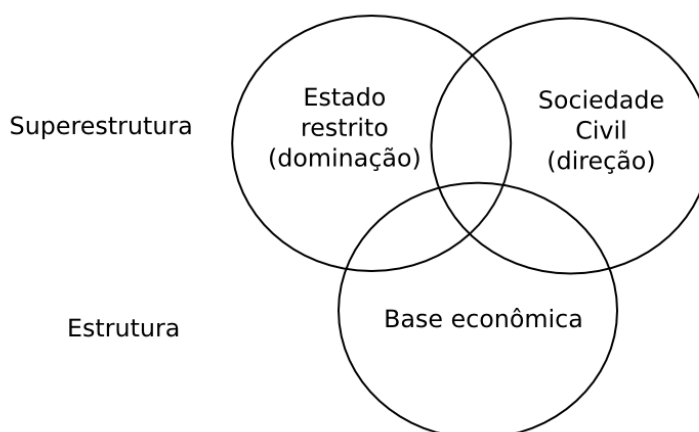 Superestrutura
Estado
restrito
(dominação)
Sociedade
Civil
(direção)
Estrutura
Base econômica